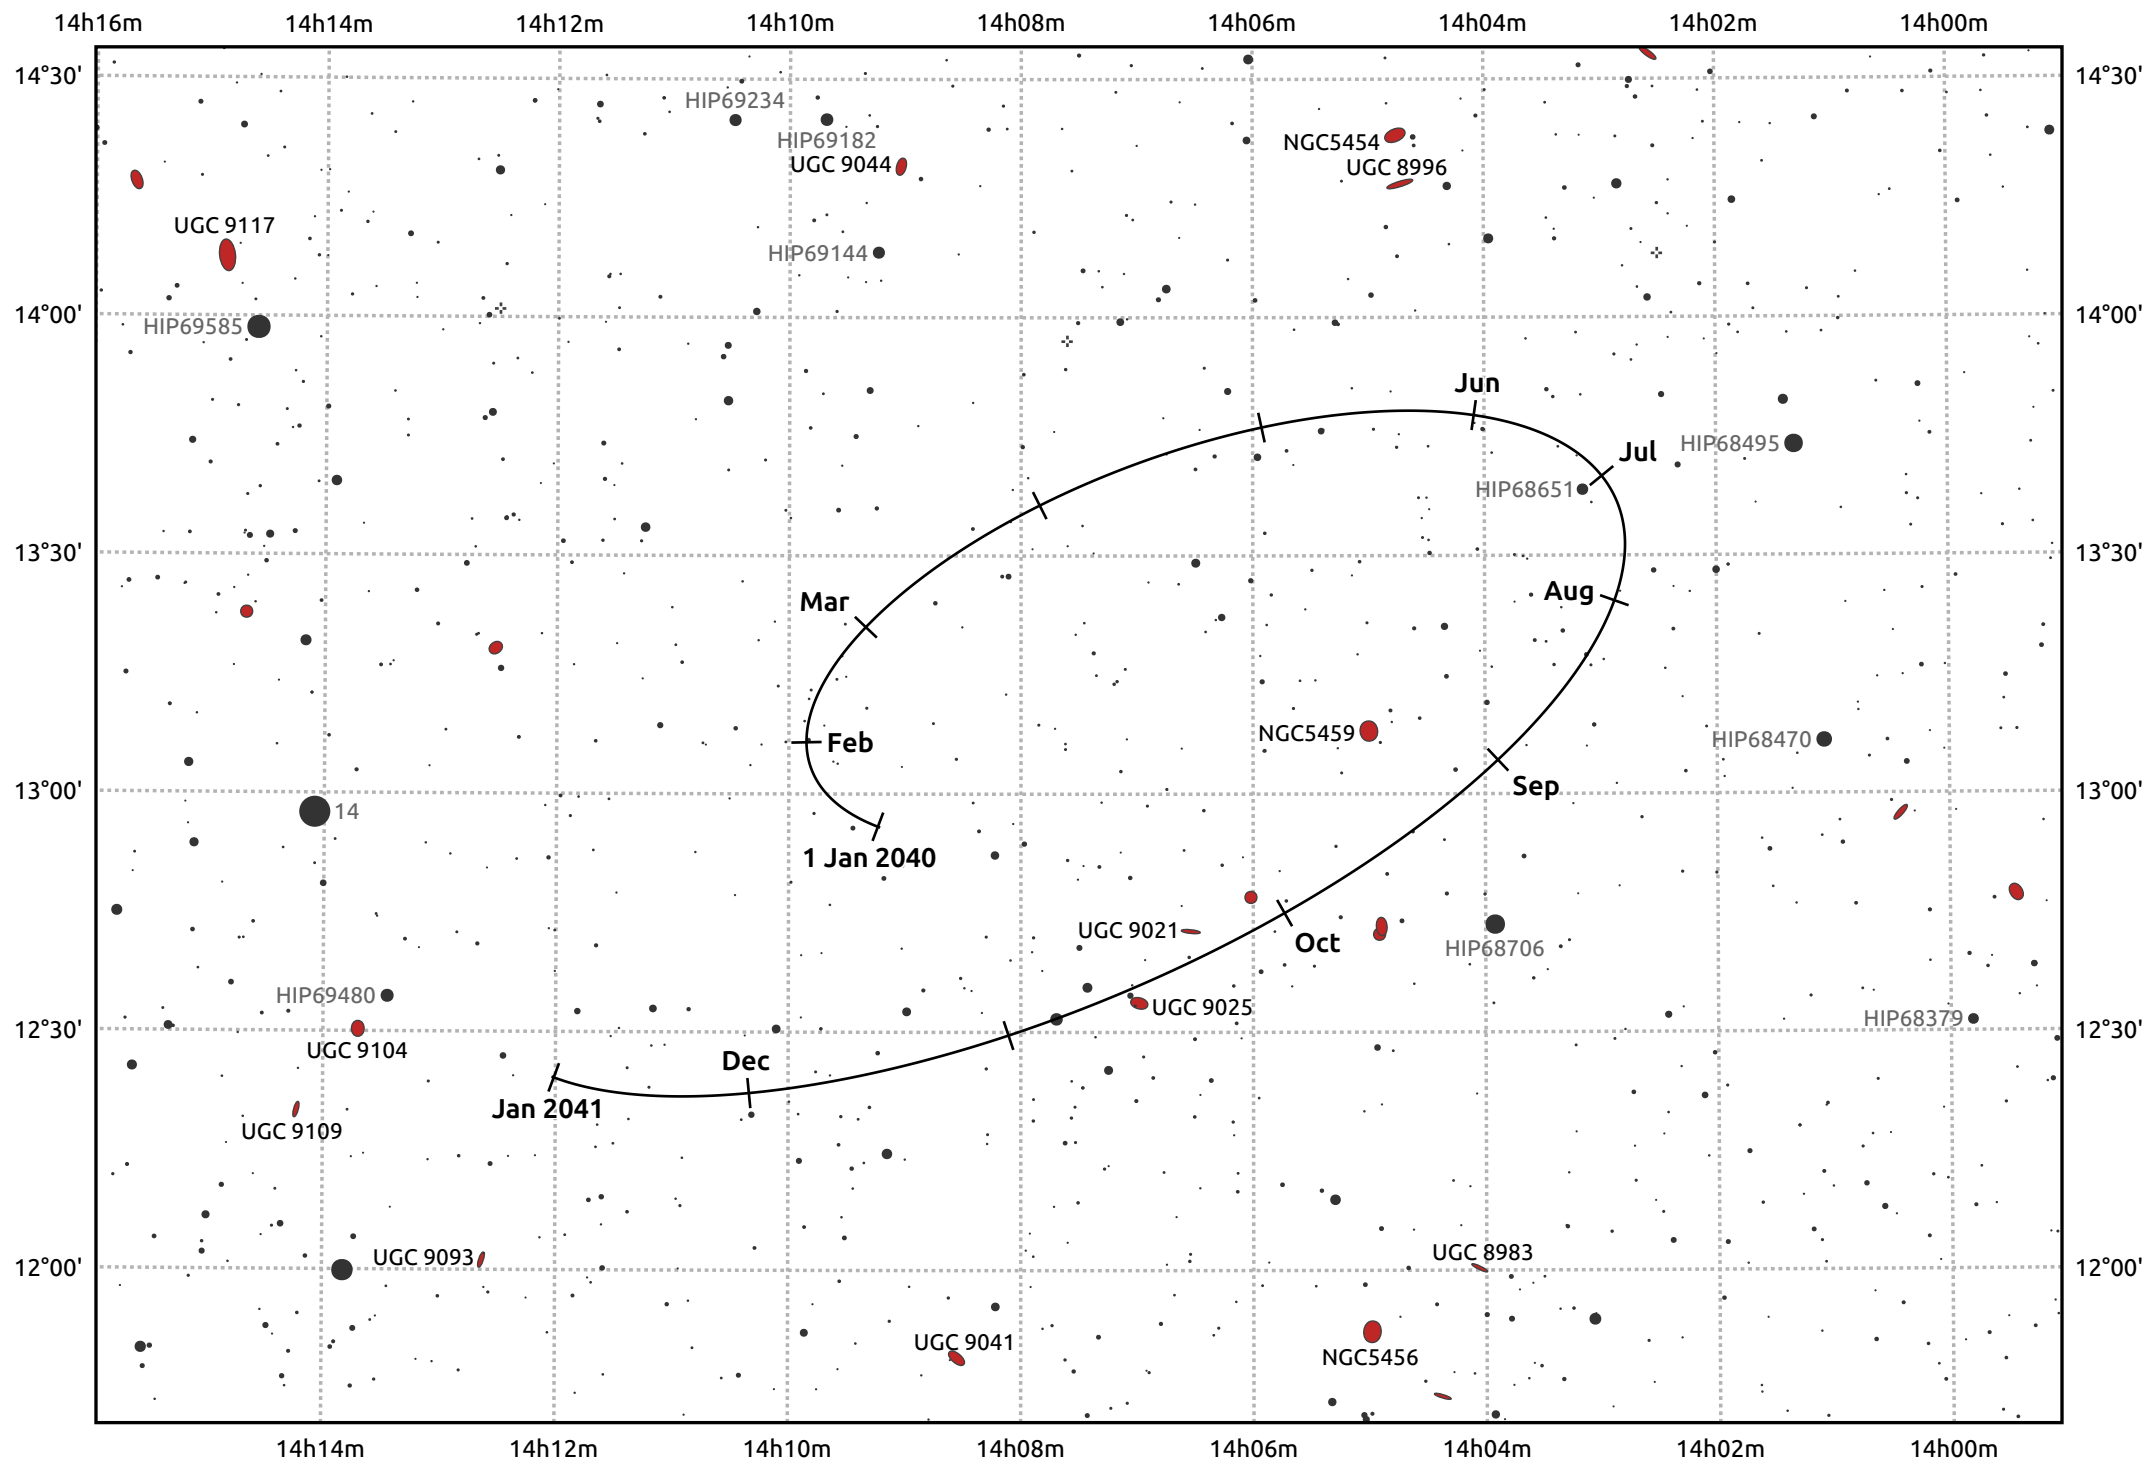 14h16m 14h14m 14h12m 14h10m 14h08m 14h06m 14h04m 14h02m 14h00m
14°30' 14°30'
HIP69234
HIP69182
NGC5454
UGC 9044
UGC 8996
UGC 9117
HIP69144
14°00' 14°00'
HIP69585
Jun
HIP68495
Jul
HIP68651
13°30' 13°30'
Aug
Mar
NGC5459
HIP68470
Feb
Sep
13°00' 13°00'
14
1 Jan 2040
UGC 9021
Oct
HIP68706
HIP69480
UGC 9025
HIP68379
12°30' 12°30'
UGC 9104
Dec
Jan 2041
UGC 9109
UGC 9093
UGC 8983
12°00' 12°00'
UGC 9041
NGC5456
14h14m 14h12m 14h10m 14h08m 14h06m 14h04m 14h02m 14h00m